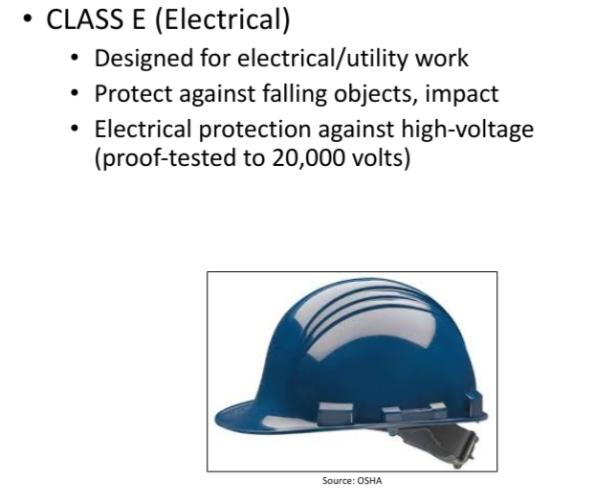 • CLASS E (Electrical)
• Designed for electrical/utility work
• Protect against falling objects, impact
• Electrical protection against high-voltage
(proof-tested to 20,000 volts)
Source: OSHA